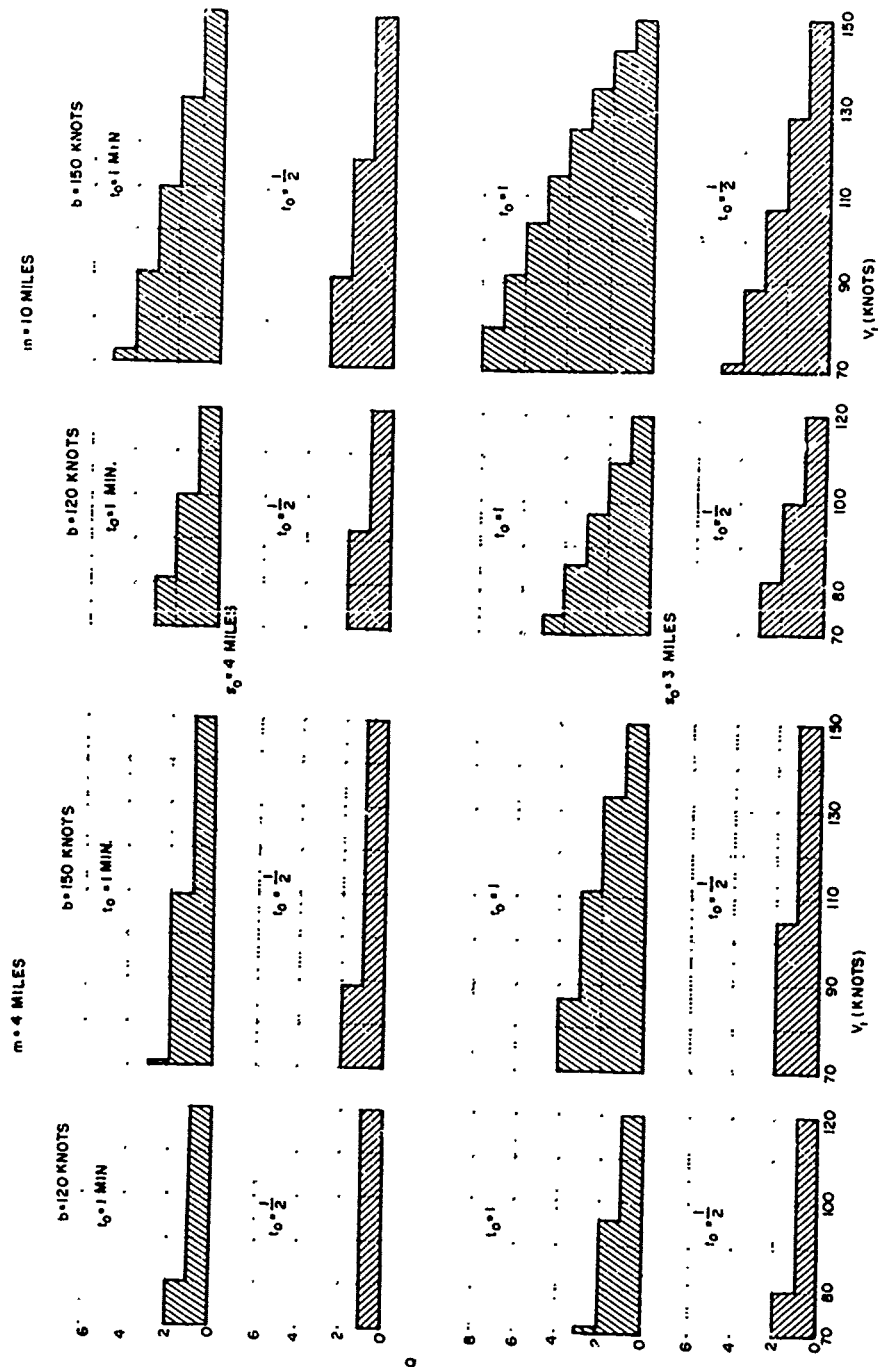 m = 4 MILES
m = 10 MILES
b = 120 KNOTS
t₀ = 1 MIN
b = 150 KNOTS
t₀ = 1 MIN.
b = 120 KNOTS
t₀ = 1 MIN.
b = 150 KNOTS
t₀ = 1 MIN
6
4
2
0
s₀ = 4 MILES
t₀ = 1/2
t₀ = 1/2
t₀ = 1/2
t₀ = 1/2
6
4
2
0
Q
t₀ = 1
t₀ = 1
t₀ = 1
t₀ = 1
8
6
4
2
0
s₀ = 3 MILES
t₀ = 1/2
t₀ = 1/2
t₀ = 1/2
t₀ = 1/2
6
4
2
0
70 80 100 120
70 90 110 130 150
70 80 100 120
70 90 110 130 150
V₁ (KNOTS)
V₁ (KNOTS)